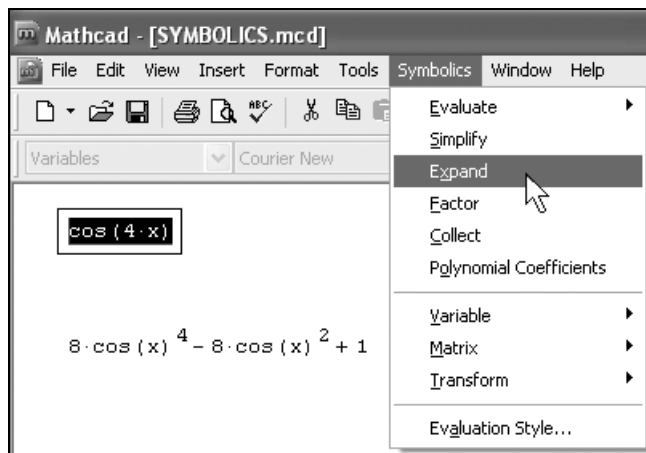 Mathcad - [SYMBOLICS.mcd]
File Edit View Insert Format Tools Symbolics Window Help
ABC
Variables Courier New
Evaluate
Simplify
Expand
Factor
Collect
Polynomial Coefficients
Variable
Matrix
Transform
Evaluation Style...
cos(4·x)
8·cos(x)⁴ - 8·cos(x)² + 1